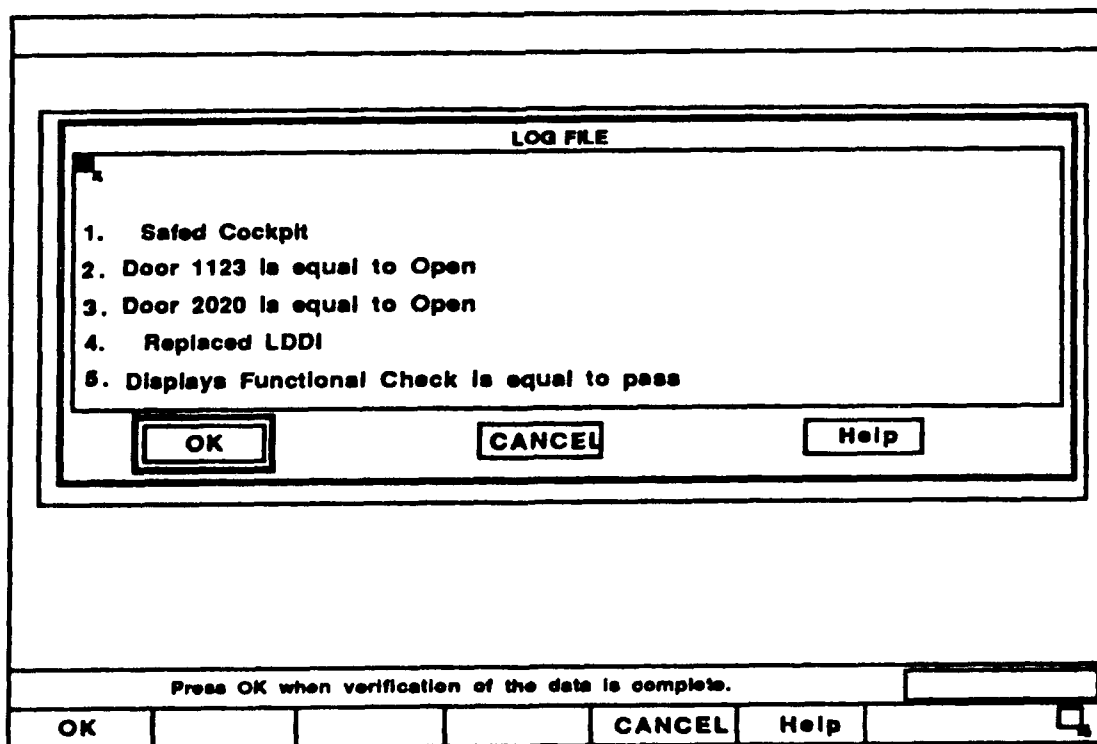 LOG FILE
1. Safed Cockpit
2. Door 1123 is equal to Open
3. Door 2020 is equal to Open
4. Replaced LDDI
5. Displays Functional Check is equal to pass
OK CANCEL Help
Press OK when verification of the data is complete.
OK CANCEL Help